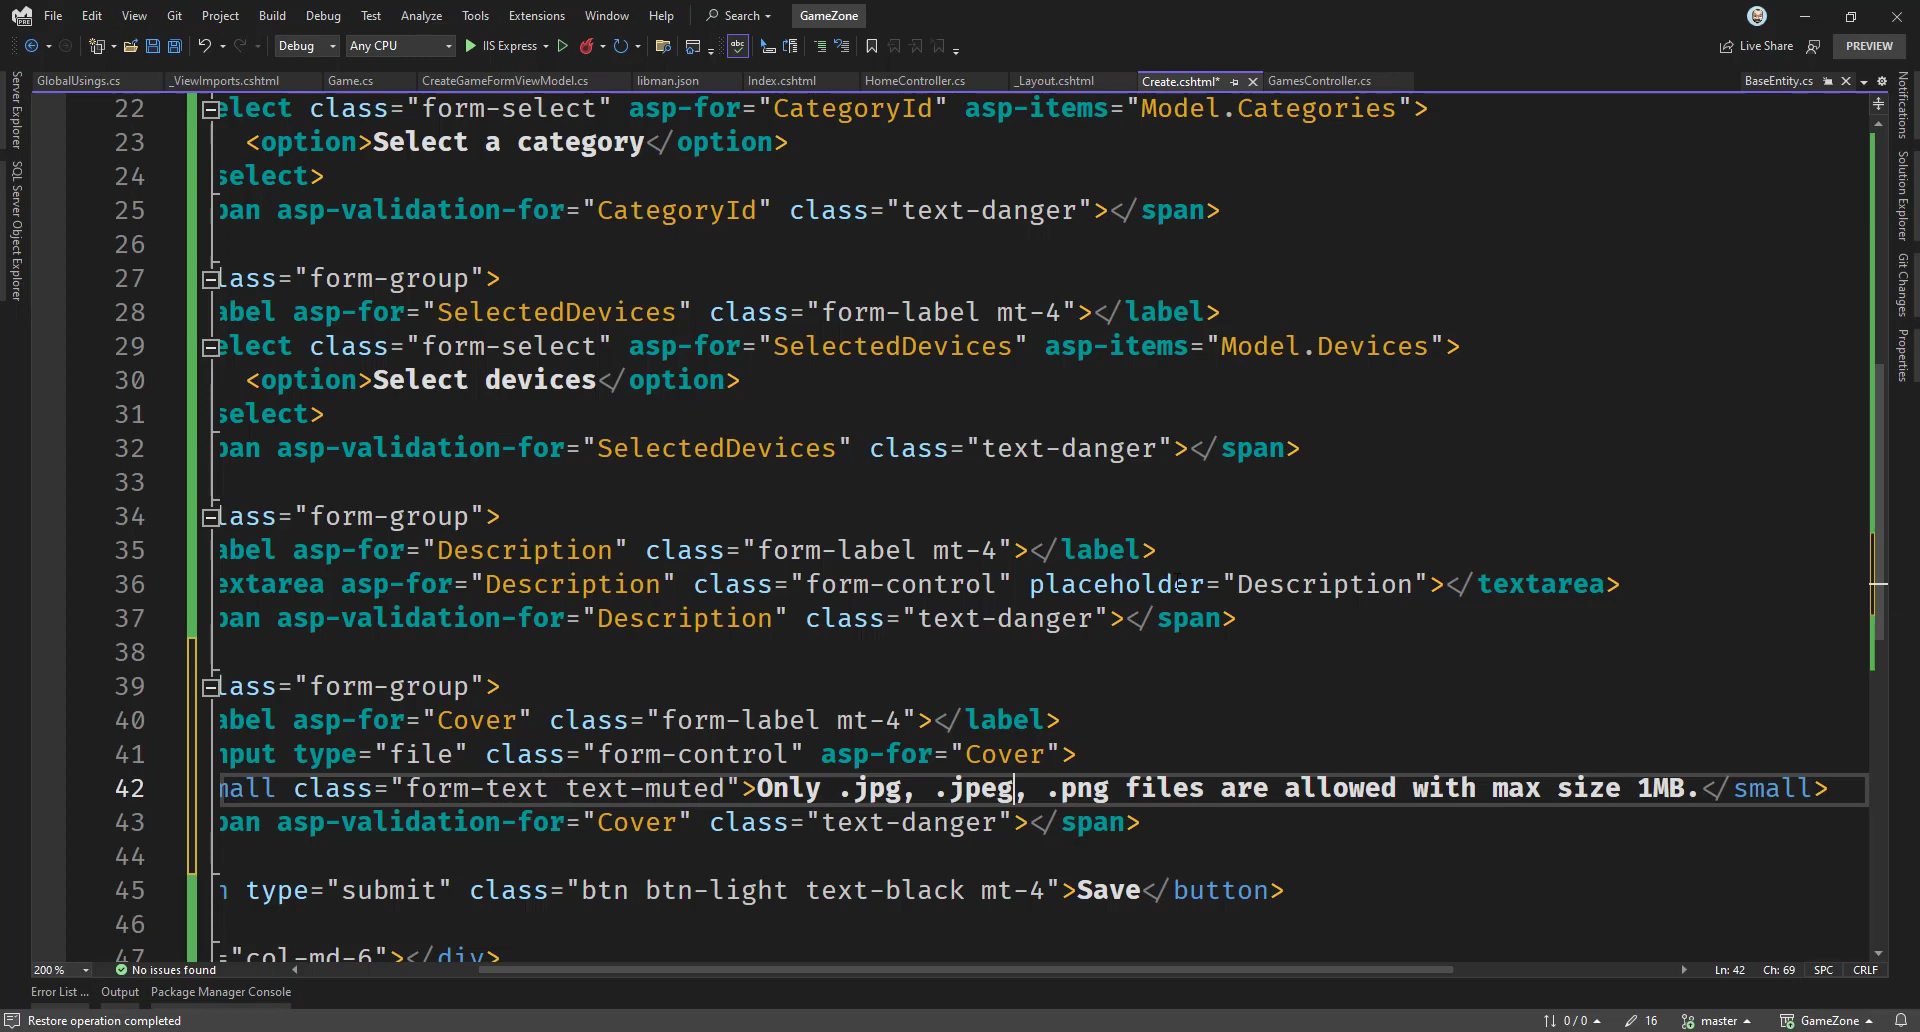 File Edit View Git Project Build Debug Test Analyze Tools Extensions Window Help Search GameZone
PRE
Debug Any CPU IIS Express abc Live Share PREVIEW
GlobalUsings.cs _ViewImports.cshtml Game.cs CreateGameFormViewModel.cs libman.json Index.cshtml HomeController.cs _Layout.cshtml Create.cshtml* GamesController.cs BaseEntity.cs
Server Explorer
SQL Server Object Explorer
Notifications
Solution Explorer
Git Changes
Properties
22 elect class="form-select" asp-for="CategoryId" asp-items="Model.Categories">
23 <option>Select a category</option>
24 select>
25 pan asp-validation-for="CategoryId" class="text-danger"></span>
26
27 lass="form-group">
28 abel asp-for="SelectedDevices" class="form-label mt-4"></label>
29 elect class="form-select" asp-for="SelectedDevices" asp-items="Model.Devices">
30 <option>Select devices</option>
31 select>
32 pan asp-validation-for="SelectedDevices" class="text-danger"></span>
33
34 lass="form-group">
35 abel asp-for="Description" class="form-label mt-4"></label>
36 extarea asp-for="Description" class="form-control" placeholder="Description"></textarea>
37 pan asp-validation-for="Description" class="text-danger"></span>
38
39 lass="form-group">
40 abel asp-for="Cover" class="form-label mt-4"></label>
41 nput type="file" class="form-control" asp-for="Cover">
42 mall class="form-text text-muted">Only .jpg, .jpeg, .png files are allowed with max size 1MB.</small>
43 pan asp-validation-for="Cover" class="text-danger"></span>
44
45 n type="submit" class="btn btn-light text-black mt-4">Save</button>
46
47 ="col-md-6"></div>
200 % No issues found Ln: 42 Ch: 69 SPC CRLF
Error List ... Output Package Manager Console
Restore operation completed 0 / 0 16 master GameZone